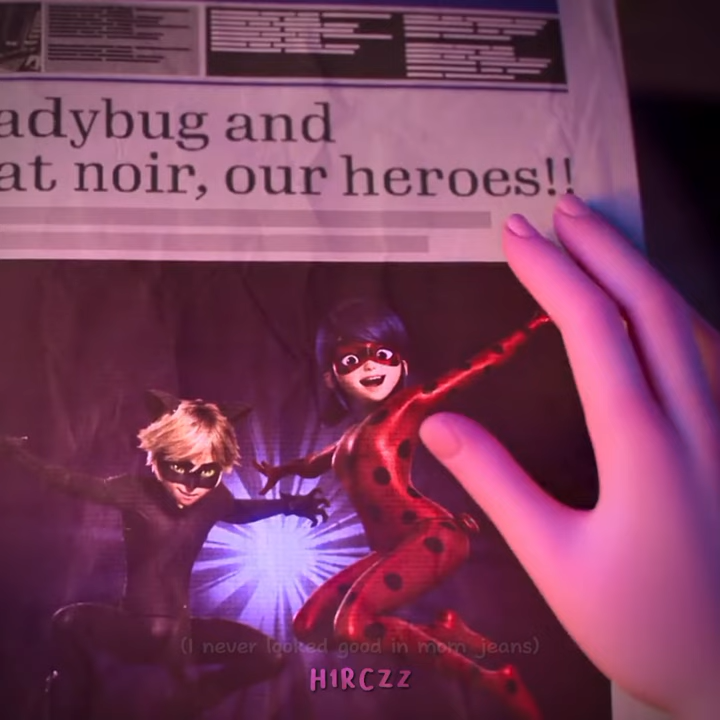 adybug and
at noir, our heroes!!
(I never looked good in mom jeans)
H1RCZZ